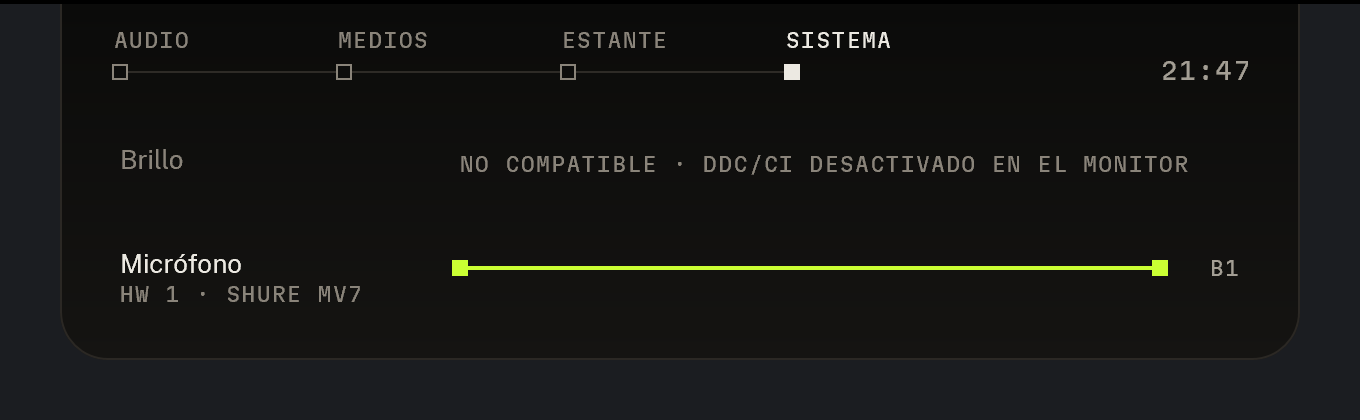 AUDIO MEDIOS ESTANTE SISTEMA
21:47
Brillo NO COMPATIBLE · DDC/CI DESACTIVADO EN EL MONITOR
Micrófono B1
HW 1 · SHURE MV7